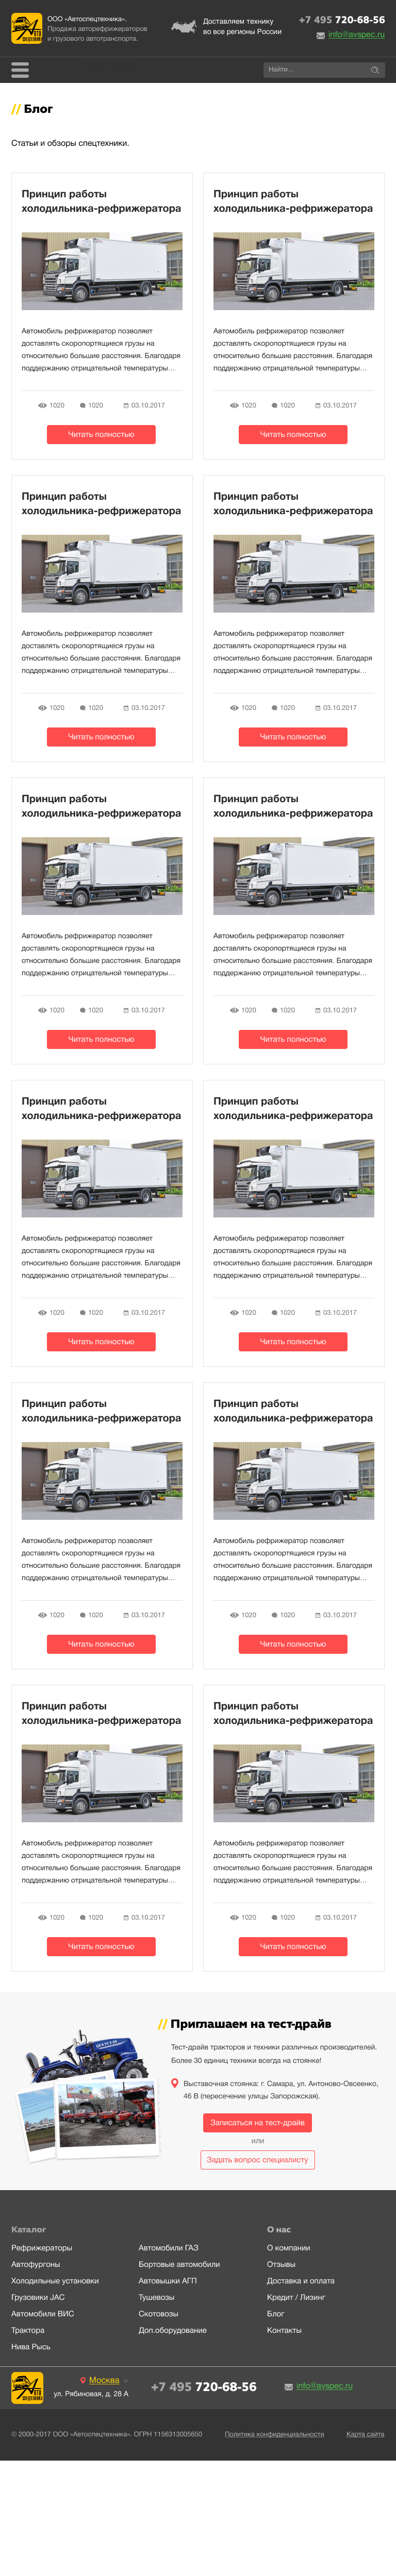 ООО «Автоспецтехника».
Продажа авторефрижераторов
и грузового автотранспорта.
Доставляем технику
во все регионы России
+7 495 720-68-56
info@avspec.ru
Найти...
// Блог
Статьи и обзоры спецтехники.
Принцип работы
холодильника-рефрижератора
Автомобиль рефрижератор позволяет
доставлять скоропортящиеся грузы на
относительно большие расстояния. Благодаря
поддержанию отрицательной температуры...
1020 1020 03.10.2017
Читать полностью
Принцип работы
холодильника-рефрижератора
Автомобиль рефрижератор позволяет
доставлять скоропортящиеся грузы на
относительно большие расстояния. Благодаря
поддержанию отрицательной температуры...
1020 1020 03.10.2017
Читать полностью
Принцип работы
холодильника-рефрижератора
Автомобиль рефрижератор позволяет
доставлять скоропортящиеся грузы на
относительно большие расстояния. Благодаря
поддержанию отрицательной температуры...
1020 1020 03.10.2017
Читать полностью
Принцип работы
холодильника-рефрижератора
Автомобиль рефрижератор позволяет
доставлять скоропортящиеся грузы на
относительно большие расстояния. Благодаря
поддержанию отрицательной температуры...
1020 1020 03.10.2017
Читать полностью
Принцип работы
холодильника-рефрижератора
Автомобиль рефрижератор позволяет
доставлять скоропортящиеся грузы на
относительно большие расстояния. Благодаря
поддержанию отрицательной температуры...
1020 1020 03.10.2017
Читать полностью
Принцип работы
холодильника-рефрижератора
Автомобиль рефрижератор позволяет
доставлять скоропортящиеся грузы на
относительно большие расстояния. Благодаря
поддержанию отрицательной температуры...
1020 1020 03.10.2017
Читать полностью
Принцип работы
холодильника-рефрижератора
Автомобиль рефрижератор позволяет
доставлять скоропортящиеся грузы на
относительно большие расстояния. Благодаря
поддержанию отрицательной температуры...
1020 1020 03.10.2017
Читать полностью
Принцип работы
холодильника-рефрижератора
Автомобиль рефрижератор позволяет
доставлять скоропортящиеся грузы на
относительно большие расстояния. Благодаря
поддержанию отрицательной температуры...
1020 1020 03.10.2017
Читать полностью
Принцип работы
холодильника-рефрижератора
Автомобиль рефрижератор позволяет
доставлять скоропортящиеся грузы на
относительно большие расстояния. Благодаря
поддержанию отрицательной температуры...
1020 1020 03.10.2017
Читать полностью
Принцип работы
холодильника-рефрижератора
Автомобиль рефрижератор позволяет
доставлять скоропортящиеся грузы на
относительно большие расстояния. Благодаря
поддержанию отрицательной температуры...
1020 1020 03.10.2017
Читать полностью
Принцип работы
холодильника-рефрижератора
Автомобиль рефрижератор позволяет
доставлять скоропортящиеся грузы на
относительно большие расстояния. Благодаря
поддержанию отрицательной температуры...
1020 1020 03.10.2017
Читать полностью
Принцип работы
холодильника-рефрижератора
Автомобиль рефрижератор позволяет
доставлять скоропортящиеся грузы на
относительно большие расстояния. Благодаря
поддержанию отрицательной температуры...
1020 1020 03.10.2017
Читать полностью
// Приглашаем на тест-драйв
Тест-драйв тракторов и техники различных производителей.
Более 30 единиц техники всегда на стоянке!
Выставочная стоянка: г. Самара, ул. Антоново-Овсеенко,
46 В (пересечение улицы Запорожская).
Записаться на тест-драйв
или
Задать вопрос специалисту
Каталог
Рефрижераторы
Автофургоны
Холодильные установки
Грузовики JAC
Автомобили ВИС
Трактора
Нива Рысь
Автомобили ГАЗ
Бортовые автомобили
Автовышки АГП
Тушевозы
Скотовозы
Доп.оборудование
О нас
О компании
Отзывы
Доставка и оплата
Кредит / Лизинг
Блог
Контакты
Москва
ул. Рябиновая, д. 28 А
+7 495 720-68-56
info@avspec.ru
© 2000-2017 ООО «Автоспецтехника». ОГРН 1156313005650
Политика конфиденциальности
Карта сайта